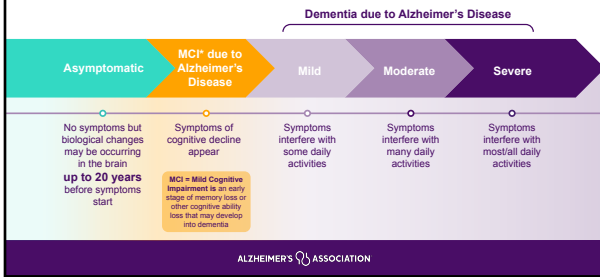 Dementia due to Alzheimer's Disease
Asymptomatic
MCI* due to
Alzheimer's
Disease
Mild
Moderate
Severe
No symptoms but
biological changes
may be occurring
in the brain
up to 20 years
before symptoms
start
Symptoms of
cognitive decline
appear
MCI = Mild Cognitive
Impairment is an early
stage of memory loss or
other cognitive ability
loss that may develop
into dementia
Symptoms
interfere with
some daily
activities
Symptoms
interfere with
many daily
activities
Symptoms
interfere with
most/all daily
activities
ALZHEIMER'S ASSOCIATION